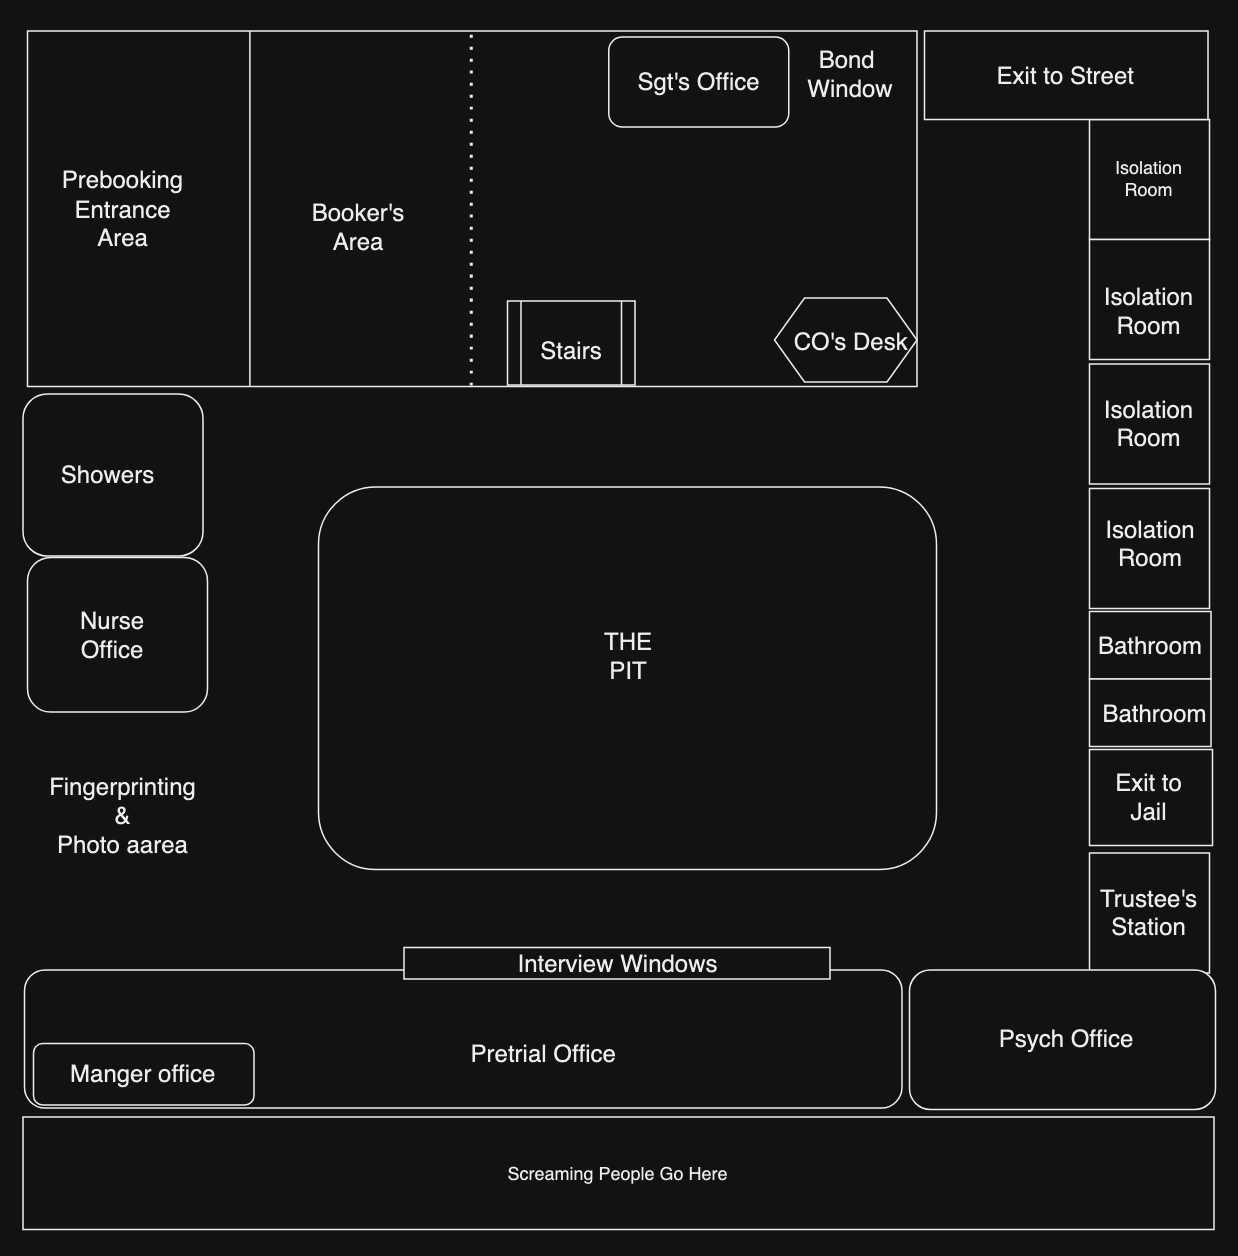 Prebooking
Entrance
Area
Booker's
Area
Sgt's Office
Bond
Window
Exit to Street
Stairs
CO's Desk
Isolation
Room
Isolation
Room
Isolation
Room
Isolation
Room
Showers
Nurse
Office
THE
PIT
Bathroom
Bathroom
Fingerprinting
&
Photo aarea
Exit to
Jail
Trustee's
Station
Interview Windows
Pretrial Office
Manger office
Psych Office
Screaming People Go Here